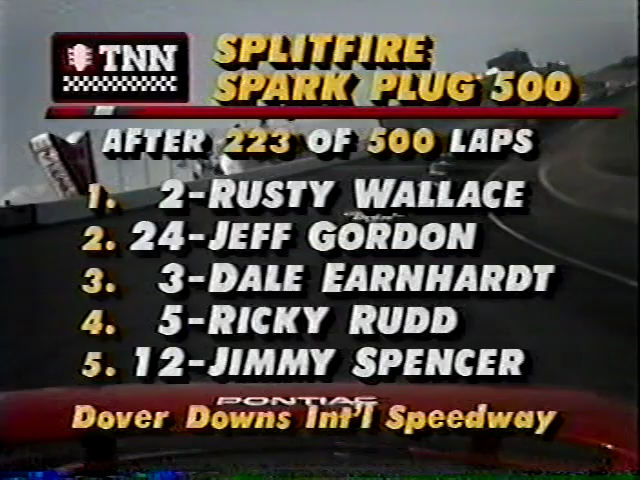 TNN
SPLITFIRE
SPARK PLUG 500
AFTER 223 OF 500 LAPS
1. 2-RUSTY WALLACE
2. 24-JEFF GORDON
3. 3-DALE EARNHARDT
4. 5-RICKY RUDD
5. 12-JIMMY SPENCER
PONTIAC
Dover Downs Int'l Speedway